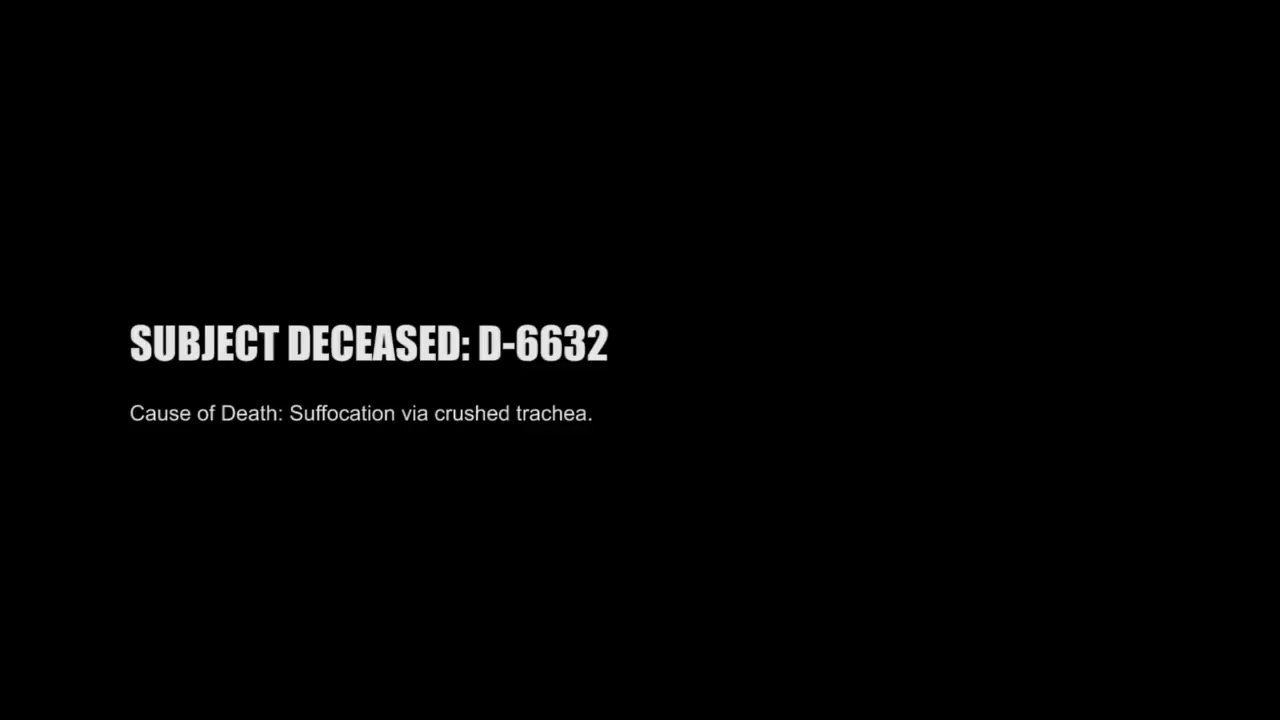 SUBJECT DECEASED: D-6632
Cause of Death: Suffocation via crushed trachea.